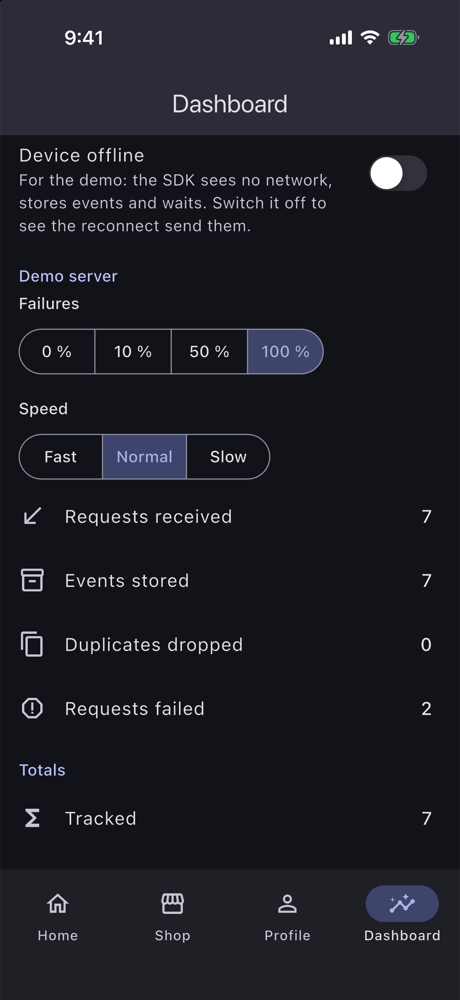 9:41
Dashboard
Device offline
For the demo: the SDK sees no network,
stores events and waits. Switch it off to
see the reconnect send them.
Demo server
Failures
0 % 10 % 50 % 100 %
Speed
Fast Normal Slow
Requests received 7
Events stored 7
Duplicates dropped 0
Requests failed 2
Totals
Tracked 7
Home Shop Profile Dashboard